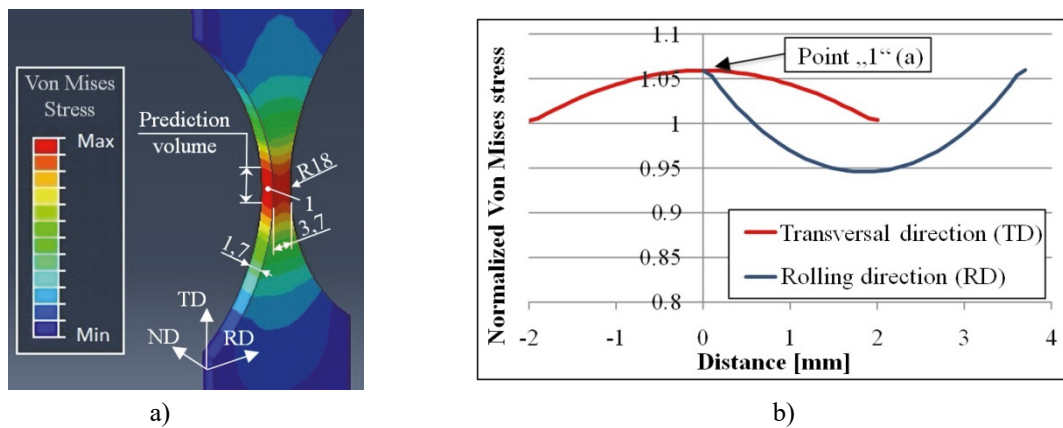 Von Mises
Stress
Max
Min
Prediction
volume
R18
1
3,7
1,7
TD
ND
RD
a)
Normalized Von Mises stress
1.1
1.05
1
0.95
0.9
0.85
0.8
Point „1“ (a)
Transversal direction (TD)
Rolling direction (RD)
-2
-1
0
1
2
3
4
Distance [mm]
b)